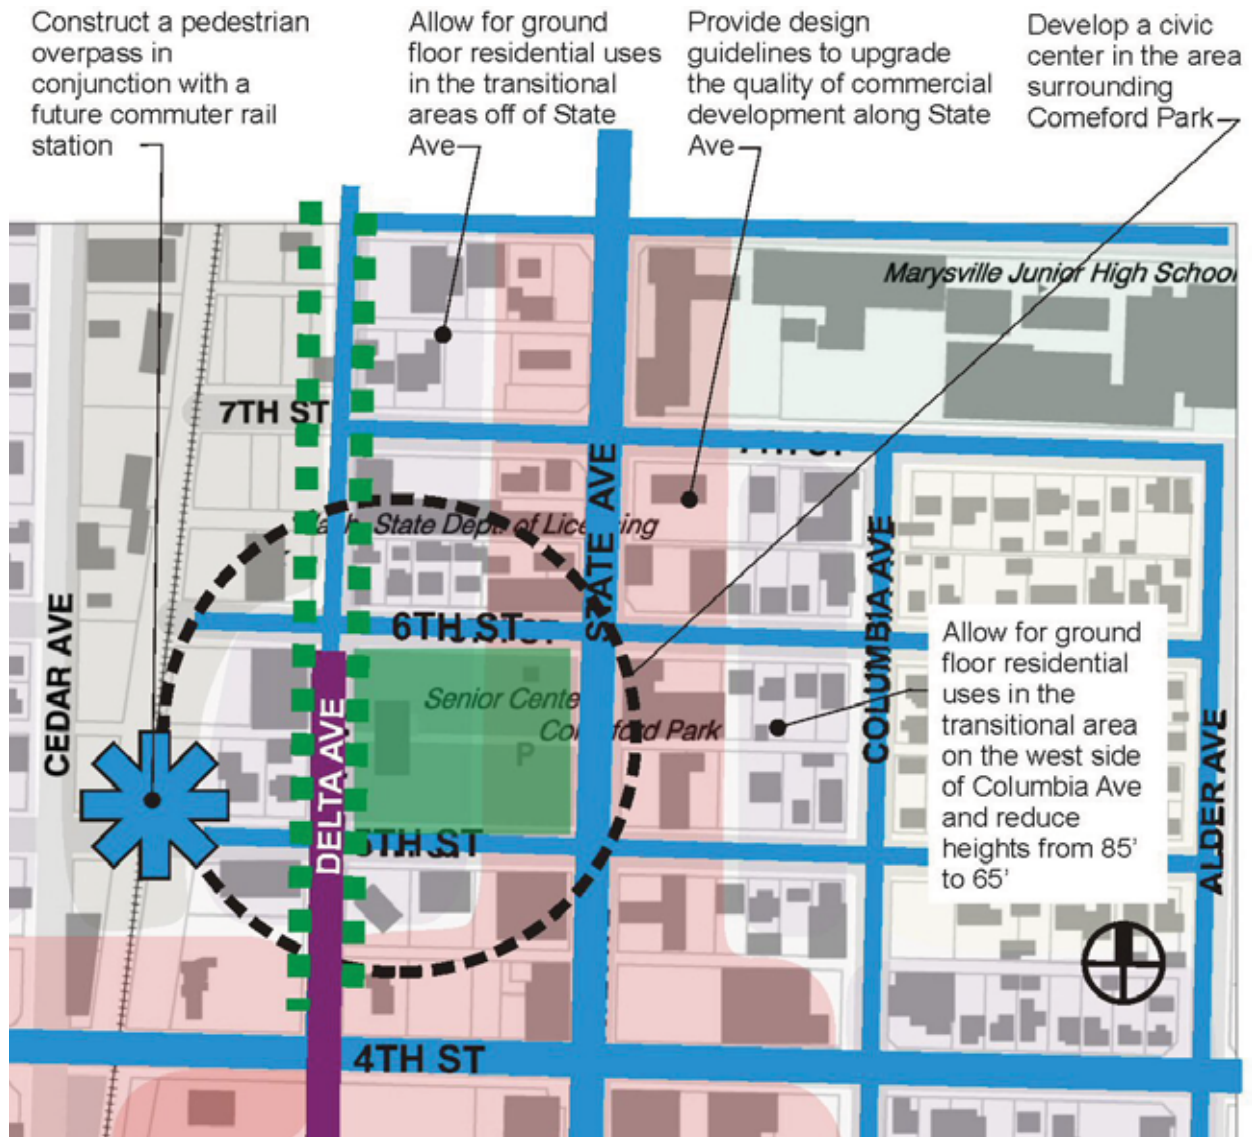 Construct a pedestrian
overpass in
conjunction with a
future commuter rail
station
Allow for ground
floor residential uses
in the transitional
areas off of State
Ave
Provide design
guidelines to upgrade
the quality of commercial
development along State
Ave
Develop a civic
center in the area
surrounding
Comeford Park
Marysville Junior High School
7TH ST
7TH ST
State Dept. of Licensing
STATE AVE
COLUMBIA AVE
CEDAR AVE
6TH ST
Senior Cente
Comeford Park
P
DELTA AVE
5TH ST
ALDER AVE
Allow for ground
floor residential
uses in the
transitional area
on the west side
of Columbia Ave
and reduce
heights from 85'
to 65'
4TH ST